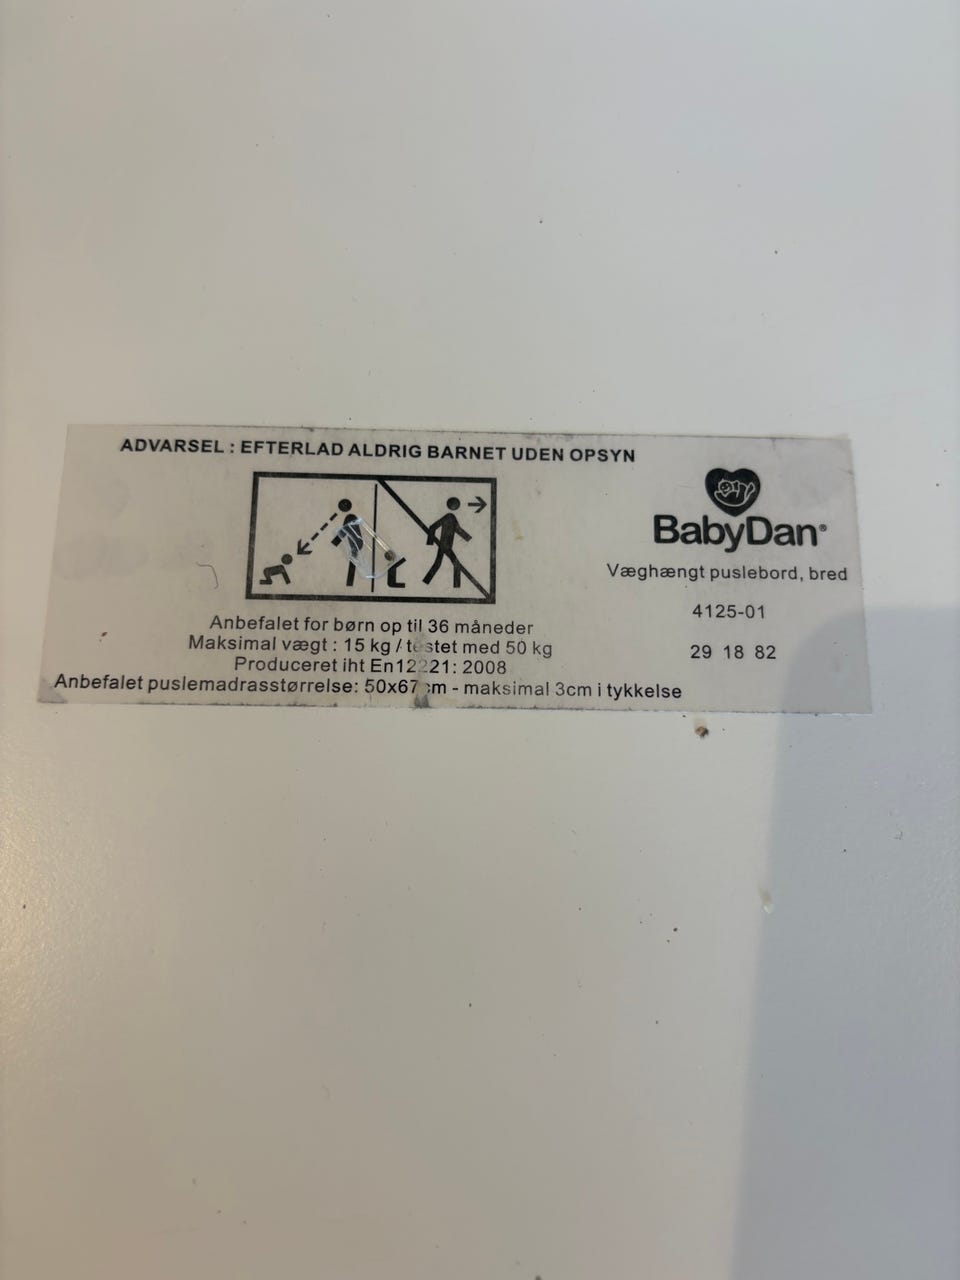 ADVARSEL : EFTERLAD ALDRIG BARNET UDEN OPSYN
BabyDan®
Væghængt puslebord, bred
4125-01
29 18 82
Anbefalet for børn op til 36 måneder
Maksimal vægt : 15 kg / testet med 50 kg
Produceret iht : 2008
Anbefalet puslemadrasstørrelse: 50x67 cm - maksimal 3cm i tykkelse